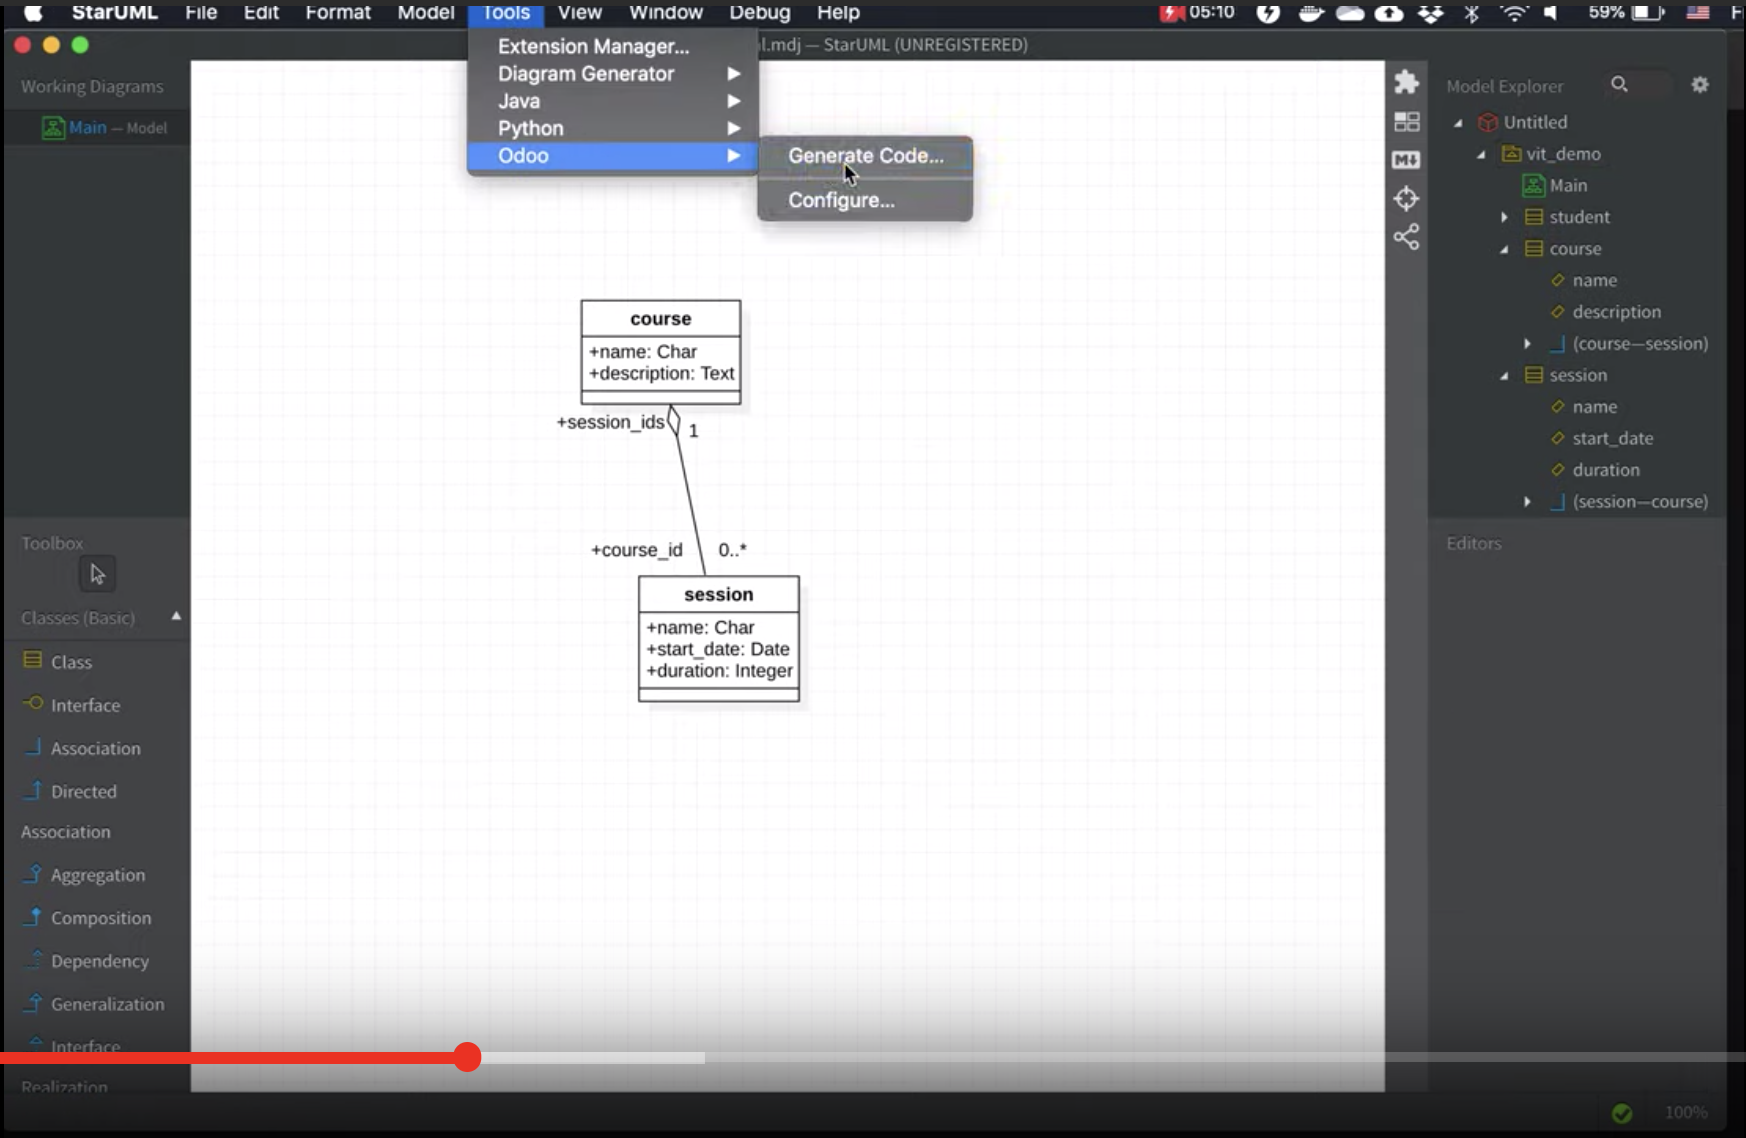 StarUML File Edit Format Model Tools View Window Debug Help 05:10 59%
l.mdj — StarUML (UNREGISTERED)
Extension Manager...
Diagram Generator
Java
Python
Odoo
Generate Code...
Configure...
Working Diagrams
Main — Model
course
+name: Char
+description: Text
+session_ids
1
+course_id
0..*
session
+name: Char
+start_date: Date
+duration: Integer
Toolbox
Classes (Basic)
Class
Interface
Association
Directed
Association
Aggregation
Composition
Dependency
Generalization
Interface
Realization
M
Model Explorer
Untitled
vit_demo
Main
student
course
name
description
(course—session)
session
name
start_date
duration
(session—course)
Editors
100%